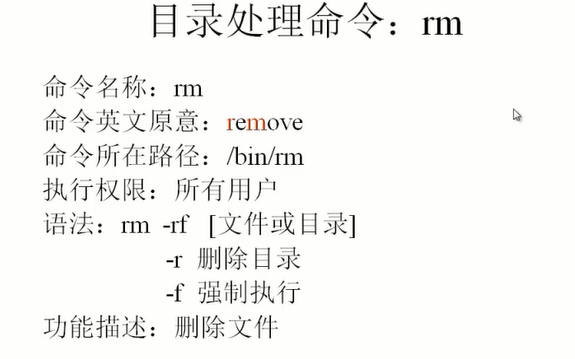 目录处理命令：rm
命令名称：rm
命令英文原意：remove
命令所在路径：/bin/rm
执行权限：所有用户
语法：rm -rf [文件或目录]
-r 删除目录
-f 强制执行
功能描述：删除文件